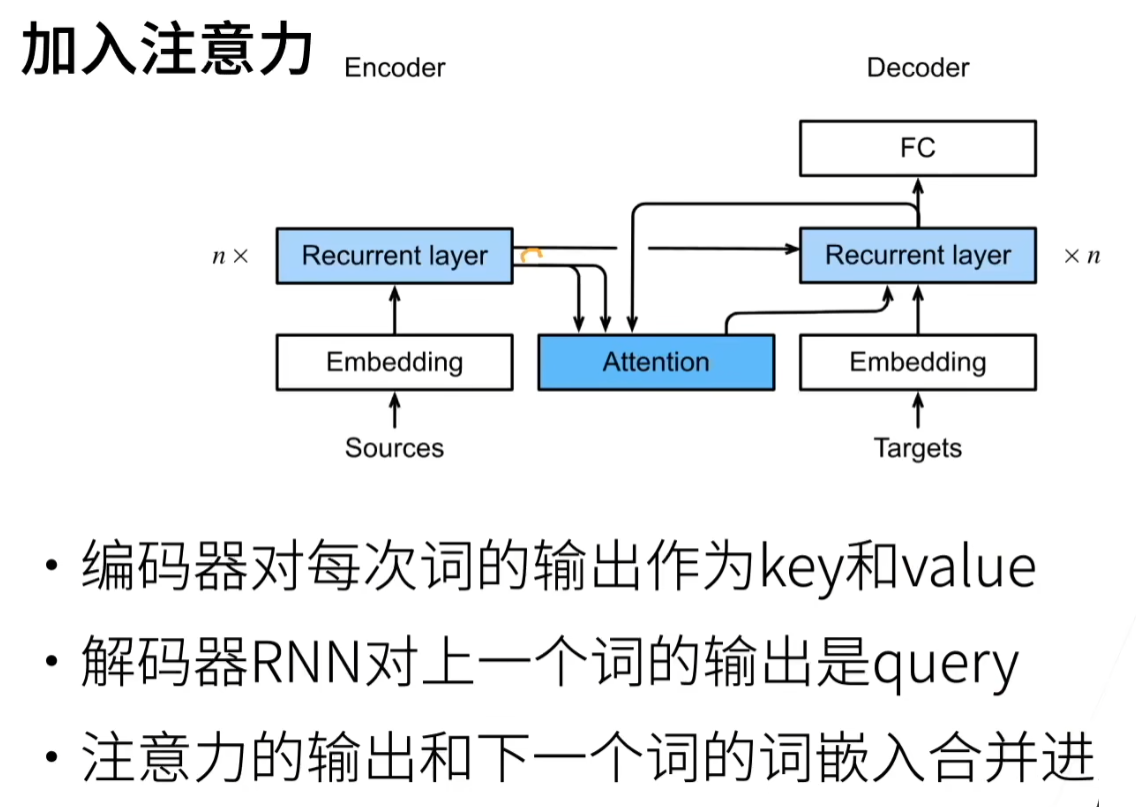 加入注意力
Encoder
Decoder
FC
n ×
Recurrent layer
Recurrent layer
× n
Embedding
Attention
Embedding
Sources
Targets
• 编码器对每次词的输出作为key和value
• 解码器RNN对上一个词的输出是query
• 注意力的输出和下一个词的词嵌入合并进